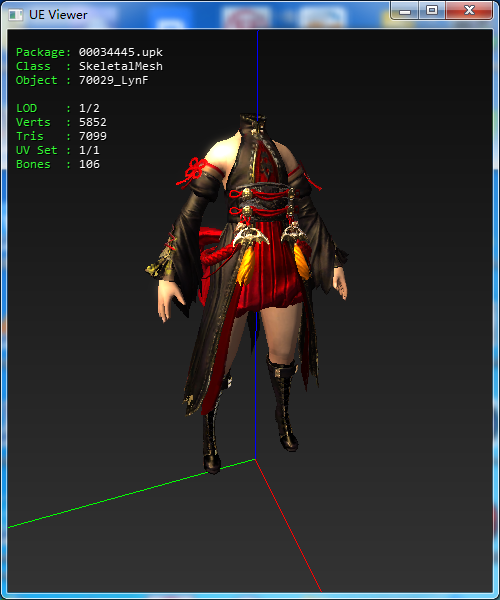 UE Viewer
Package: 00034445.upk
Class : SkeletalMesh
Object : 70029_LynF
LOD : 1/2
Verts : 5852
Tris : 7099
UV Set : 1/1
Bones : 106